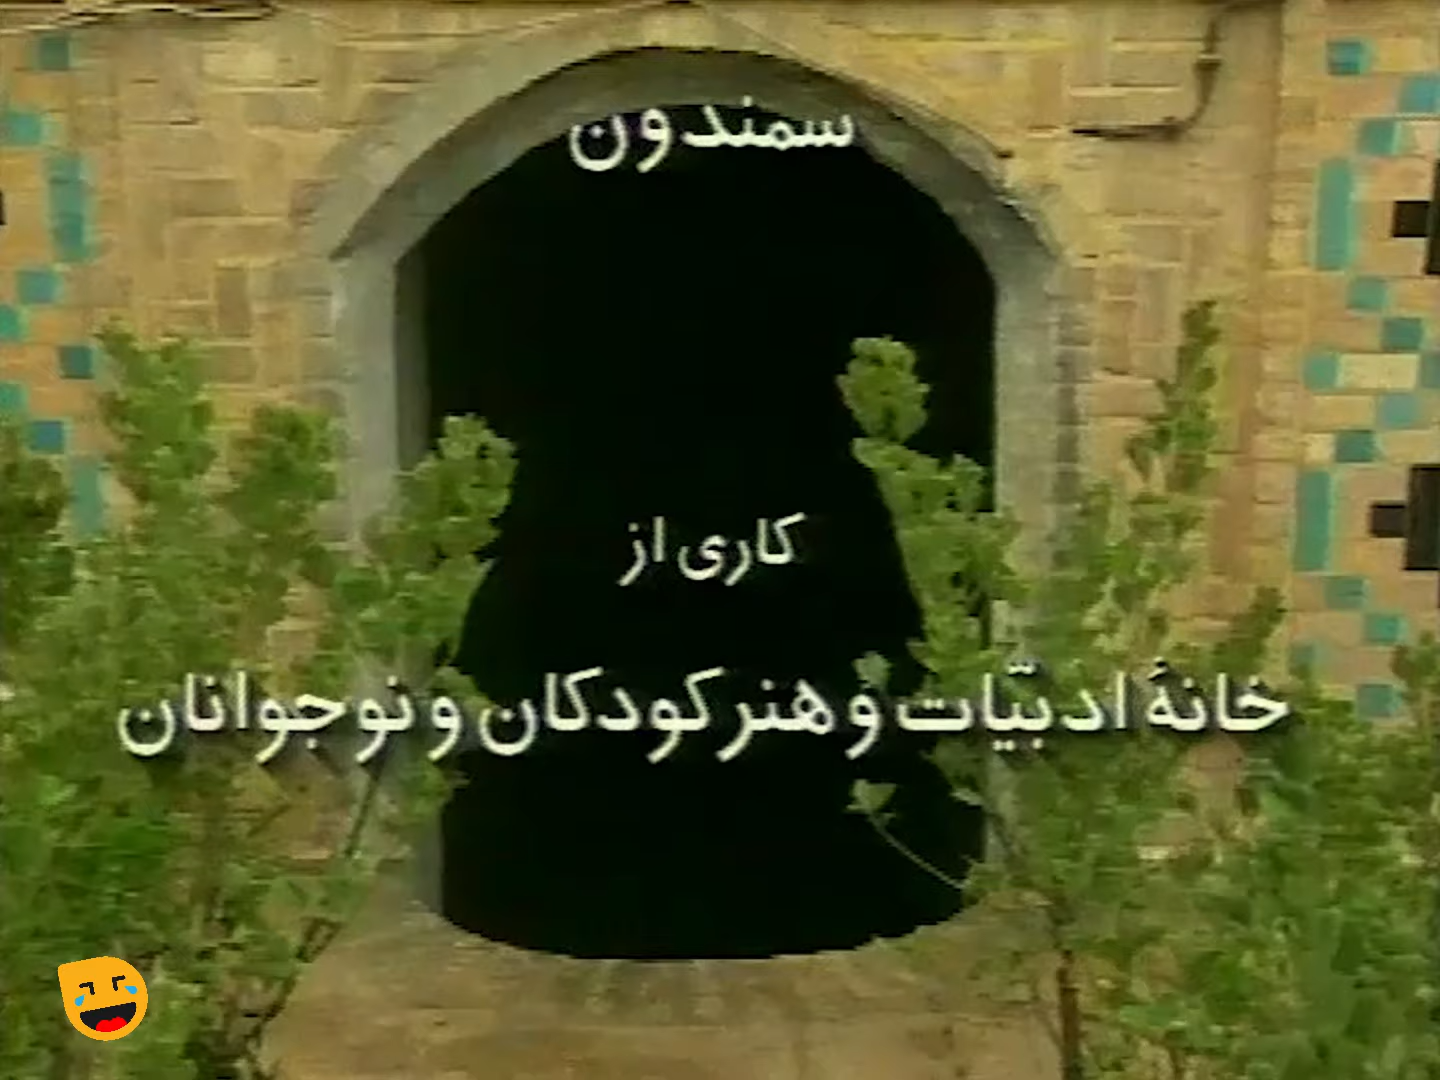 سمندون
کاری از
خانهٔ ادبیّات و هنر کودکان و نوجوانان